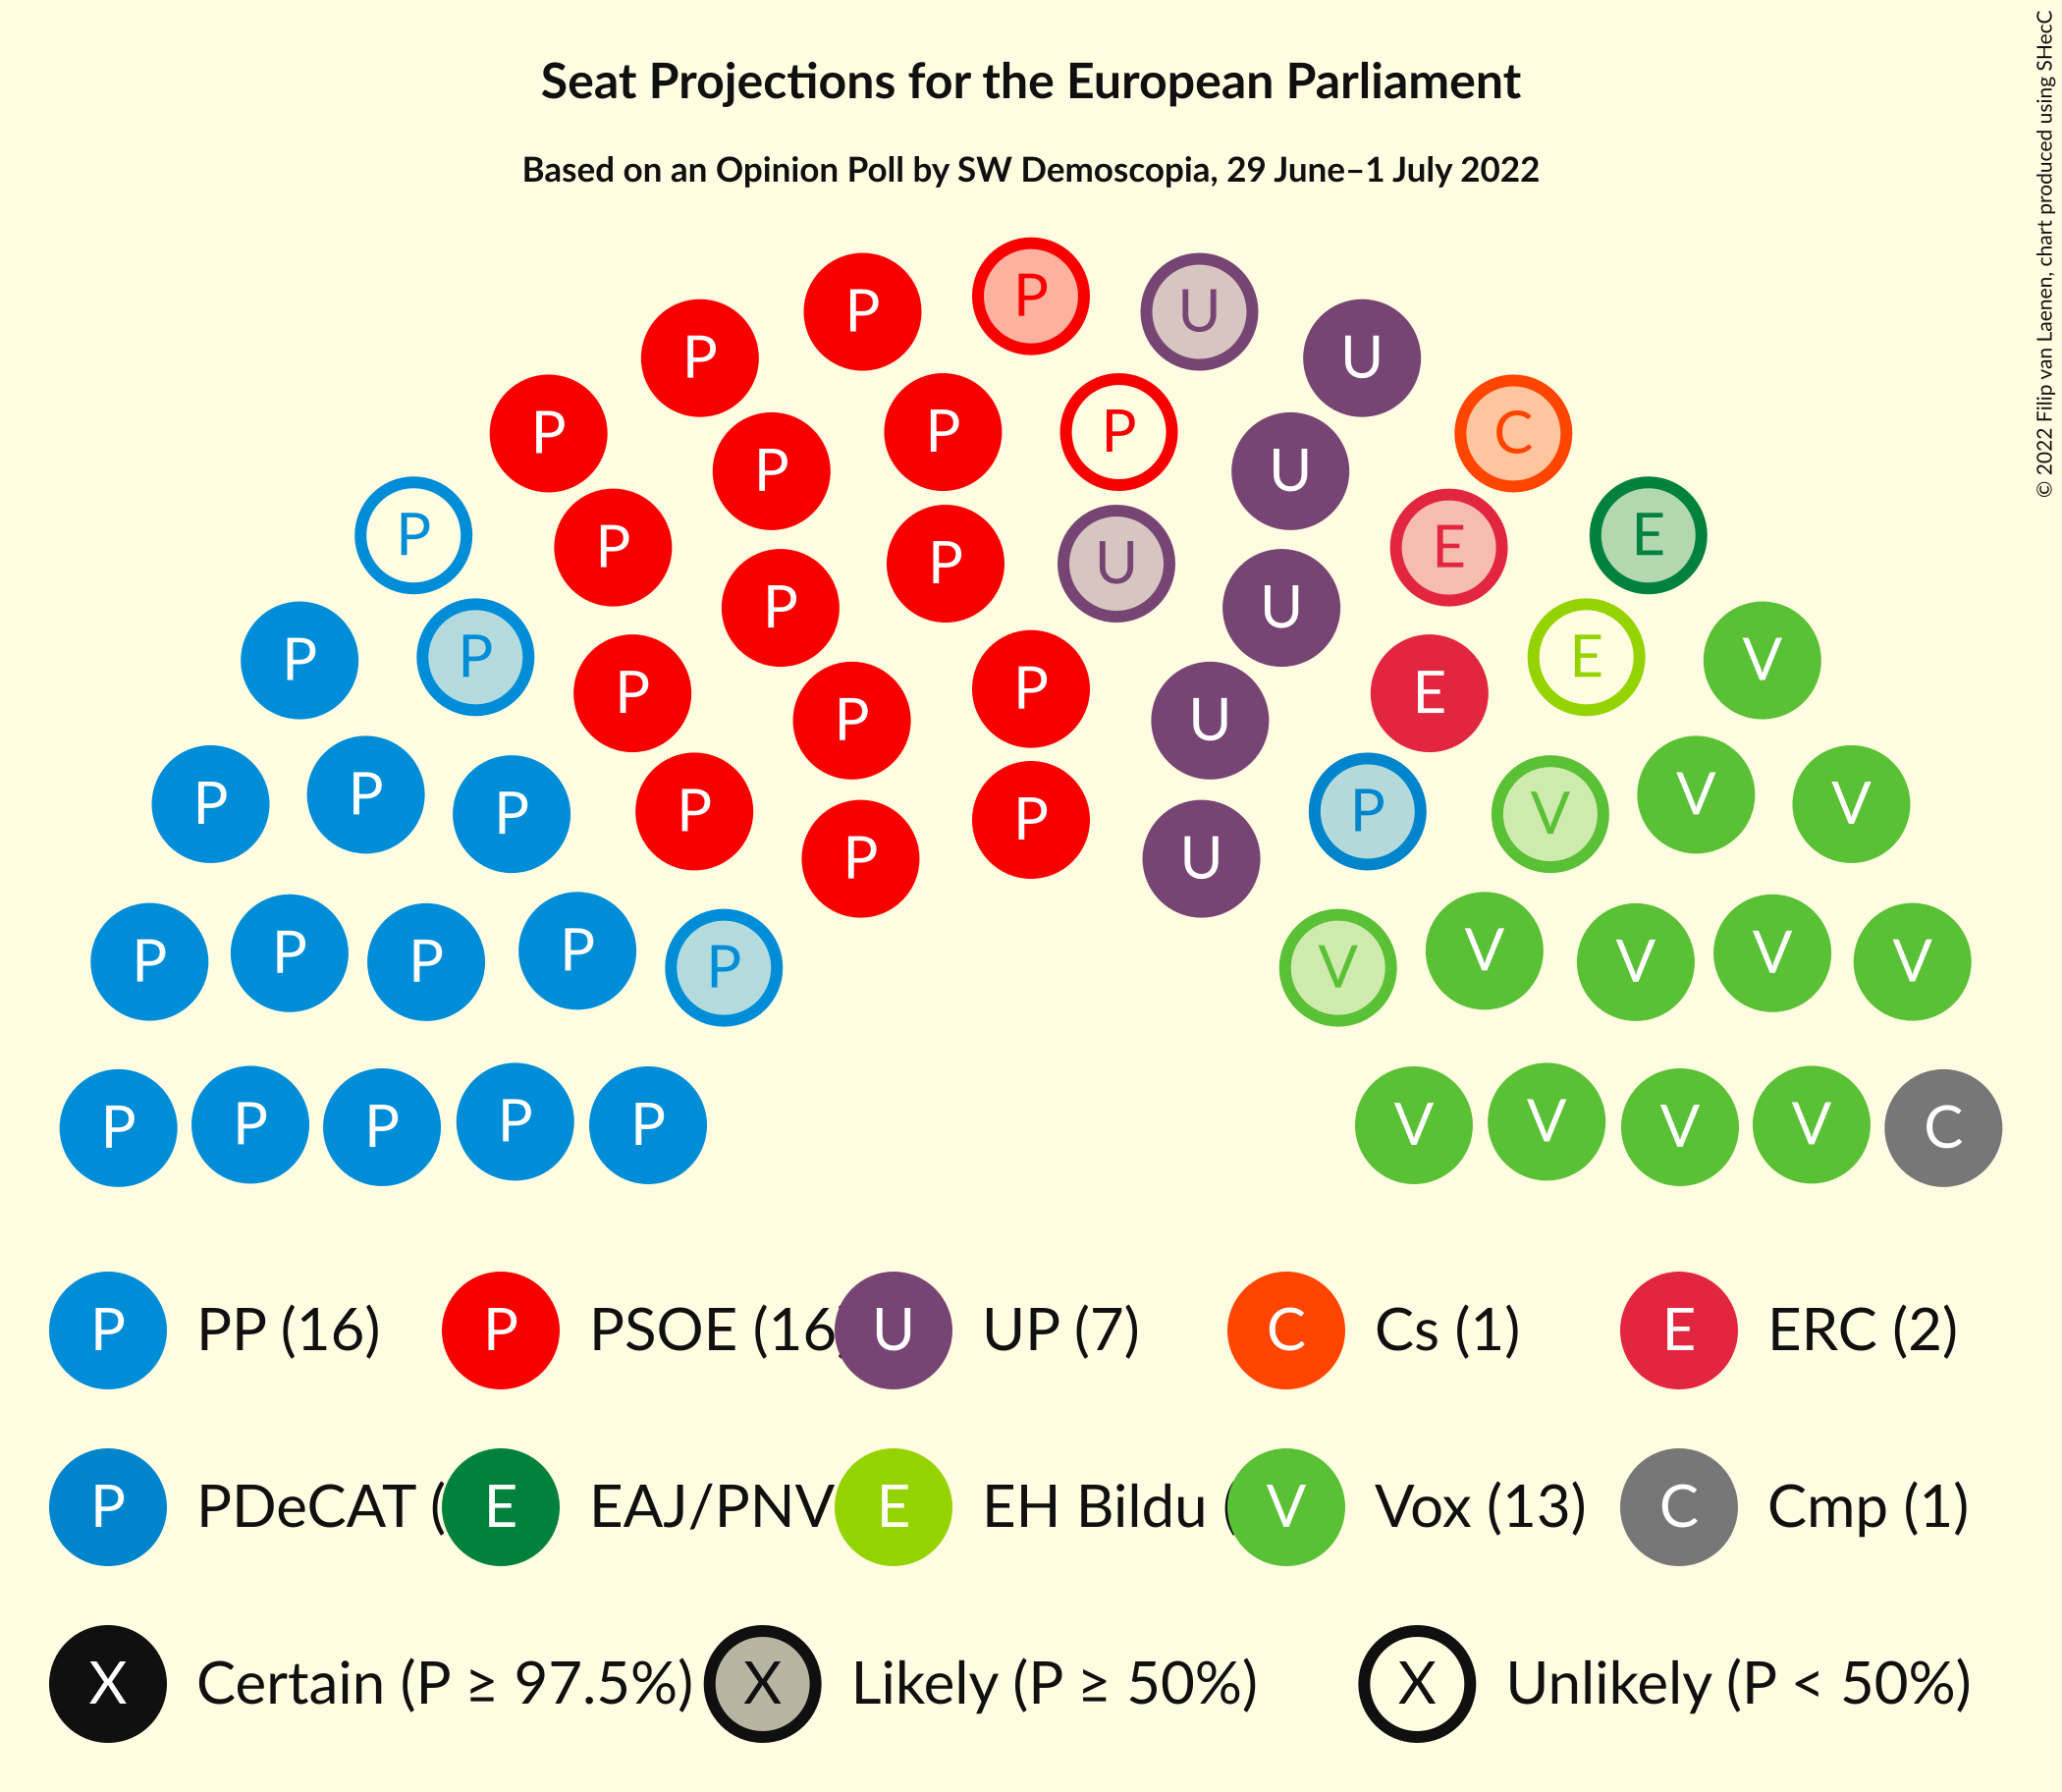 Seat Projections for the European Parliament
Based on an Opinion Poll by SW Demoscopia, 29 June–1 July 2022
© 2022 Filip van Laenen, chart produced using SHecC
P
P U
P U
P C
P P
P U
P E
P E
P P
U
P U
P P E
P P E V
P U
P P
P P V V
P P P V V
P P
P U
P P P P P V V V V V
P P P P P V V V V C
P PP (16) P PSOE (16) U UP (7) C Cs (1) E ERC (2)
P PDeCAT ( E EAJ/PNV E EH Bildu ( V Vox (13) C Cmp (1)
X Certain (P ≥ 97.5%) X Likely (P ≥ 50%) X Unlikely (P < 50%)